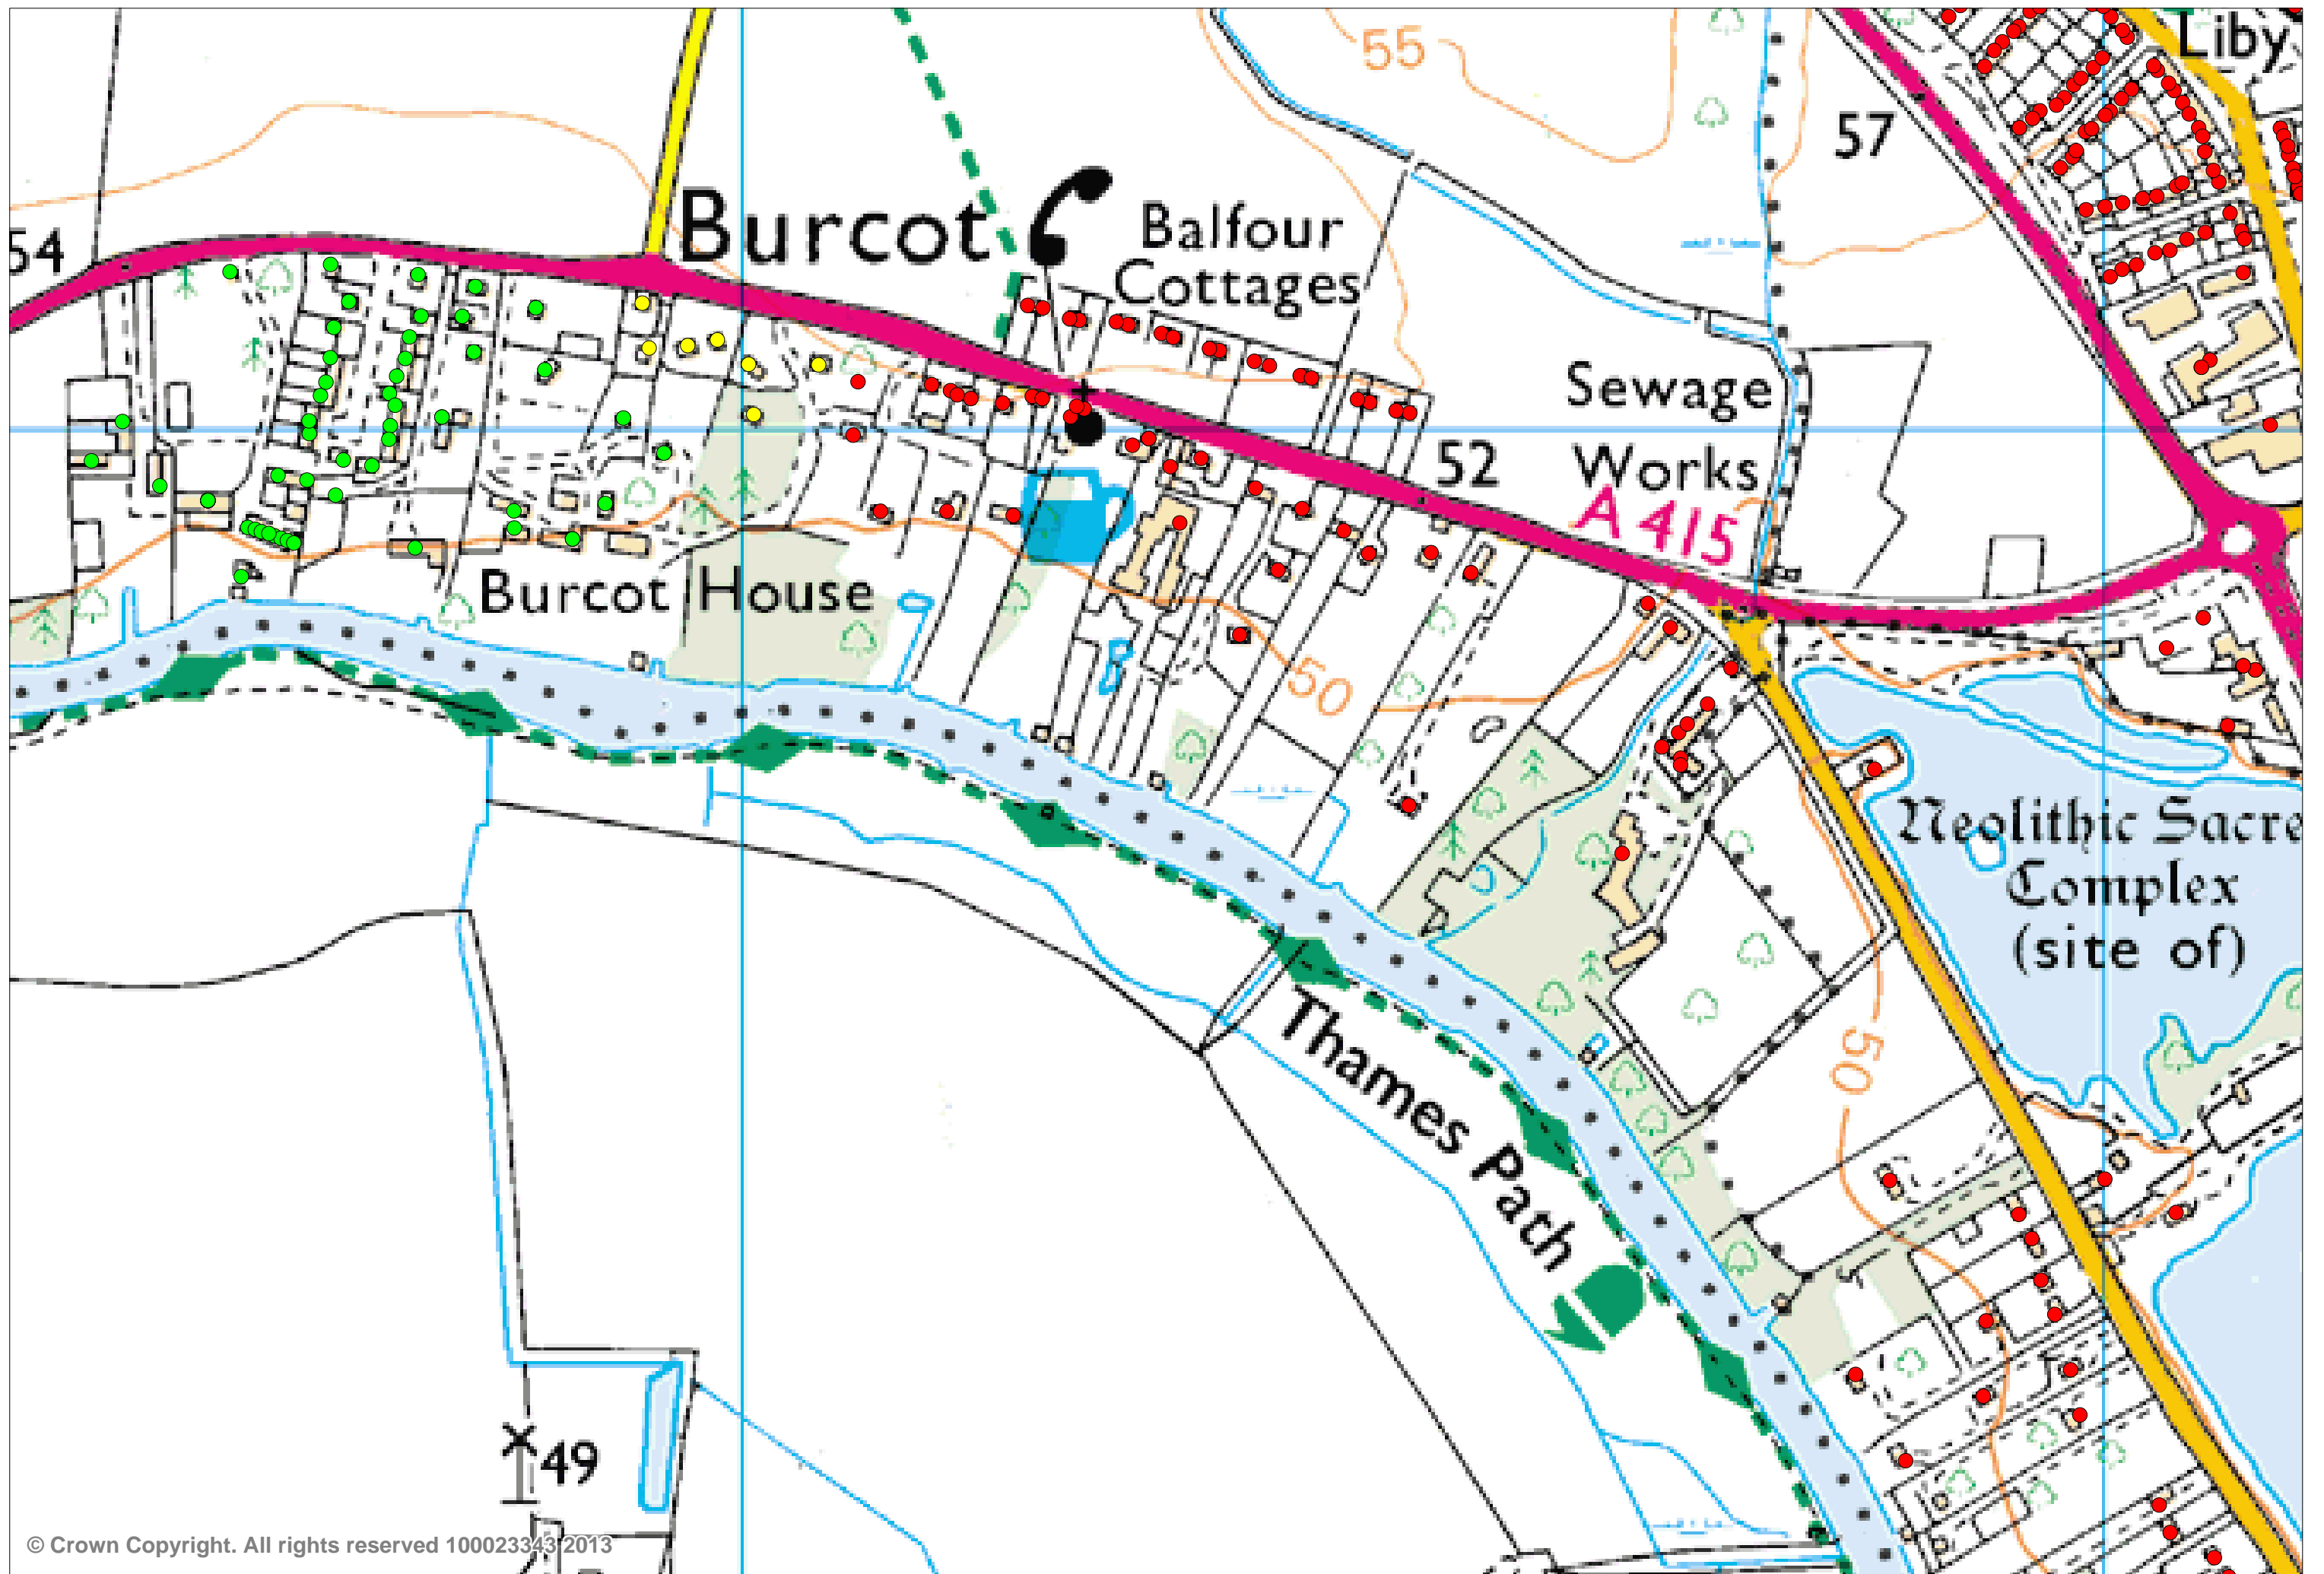 55
Liby
57
54
Burcot
Balfour
Cottages
Sewage
Works
52
A 415
Burcot House
50
Neolithic Sacre
Complex
(site of)
Thames Path
50
49
© Crown Copyright. All rights reserved 100023343 2013